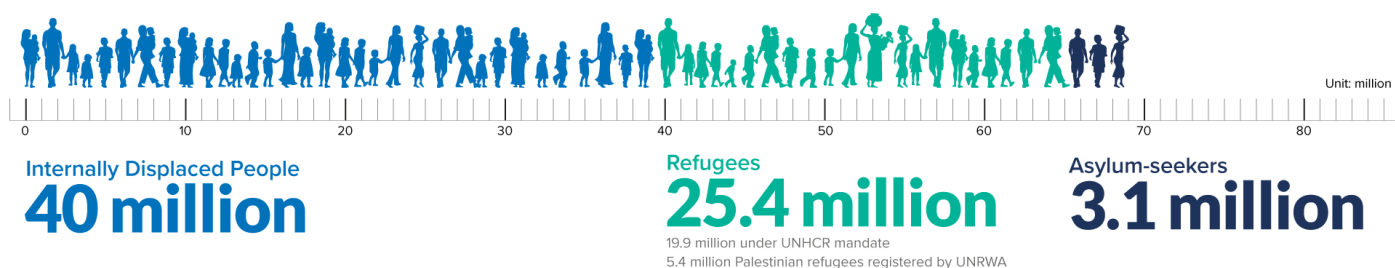 Unit: million
0 10 20 30 40 50 60 70 80
Internally Displaced People
40 million
Refugees
25.4 million
19.9 million under UNHCR mandate
5.4 million Palestinian refugees registered by UNRWA
Asylum-seekers
3.1 million